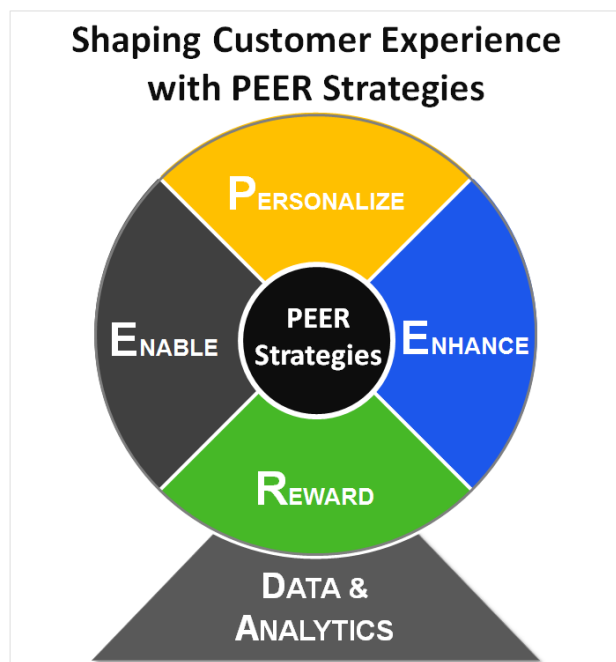 Shaping Customer Experience
with PEER Strategies
PERSONALIZE
ENABLE
PEER
Strategies
ENHANCE
REWARD
DATA &
ANALYTICS